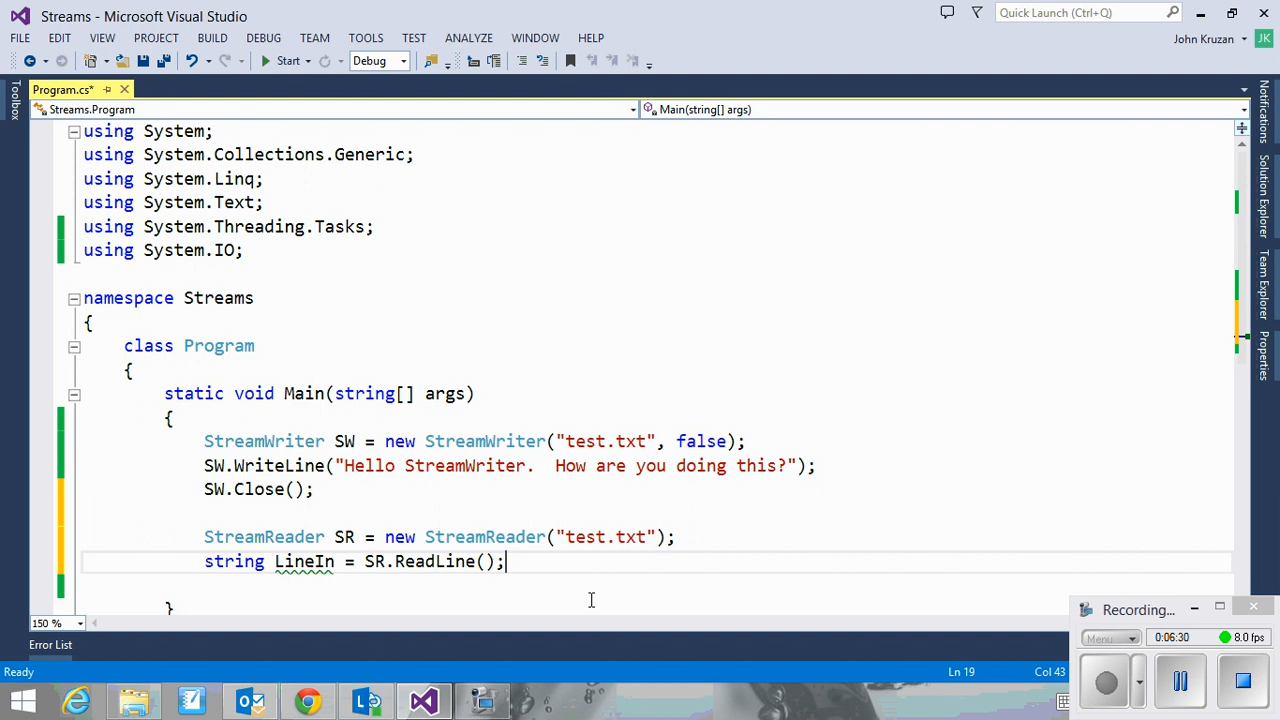 Streams - Microsoft Visual Studio
Quick Launch (Ctrl+Q)
FILE EDIT VIEW PROJECT BUILD DEBUG TEAM TOOLS TEST ANALYZE WINDOW HELP
John Kruzan JK
Start Debug
Program.cs*
Streams.Program Main(string[] args)
Toolbox
Notifications
Solution Explorer
Team Explorer
Properties
using System;
using System.Collections.Generic;
using System.Linq;
using System.Text;
using System.Threading.Tasks;
using System.IO;
namespace Streams
{
class Program
{
static void Main(string[] args)
{
StreamWriter SW = new StreamWriter("test.txt", false);
SW.WriteLine("Hello StreamWriter.  How are you doing this?");
SW.Close();
StreamReader SR = new StreamReader("test.txt");
string LineIn = SR.ReadLine();
}
150 %
Error List
Ready Ln 19 Col 43
Recording...
Menu 0:06:30 8.0 fps